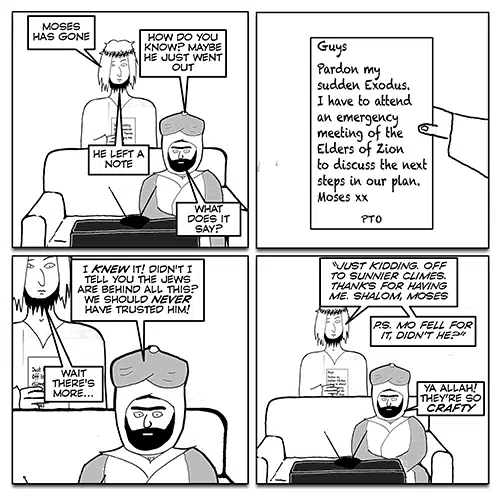 MOSES
HAS GONE
HOW DO YOU
KNOW? MAYBE
HE JUST WENT
OUT
HE LEFT A
NOTE
WHAT
DOES IT
SAY?
Guys
Pardon my
sudden Exodus.
I have to attend
an emergency
meeting of the
Elders of Zion
to discuss the next
steps in our plan.
Moses xx
PTO
I KNEW IT! DIDN'T I
TELL YOU THE JEWS
ARE BEHIND ALL THIS?
WE SHOULD NEVER
HAVE TRUSTED HIM!
WAIT
THERE'S
MORE...
"JUST KIDDING. OFF
TO SUNNIER CLIMES.
THANKS FOR HAVING
ME. SHALOM, MOSES
P.S. MO FELL FOR
IT, DIDN'T HE?"
YA ALLAH!
THEY'RE SO
CRAFTY